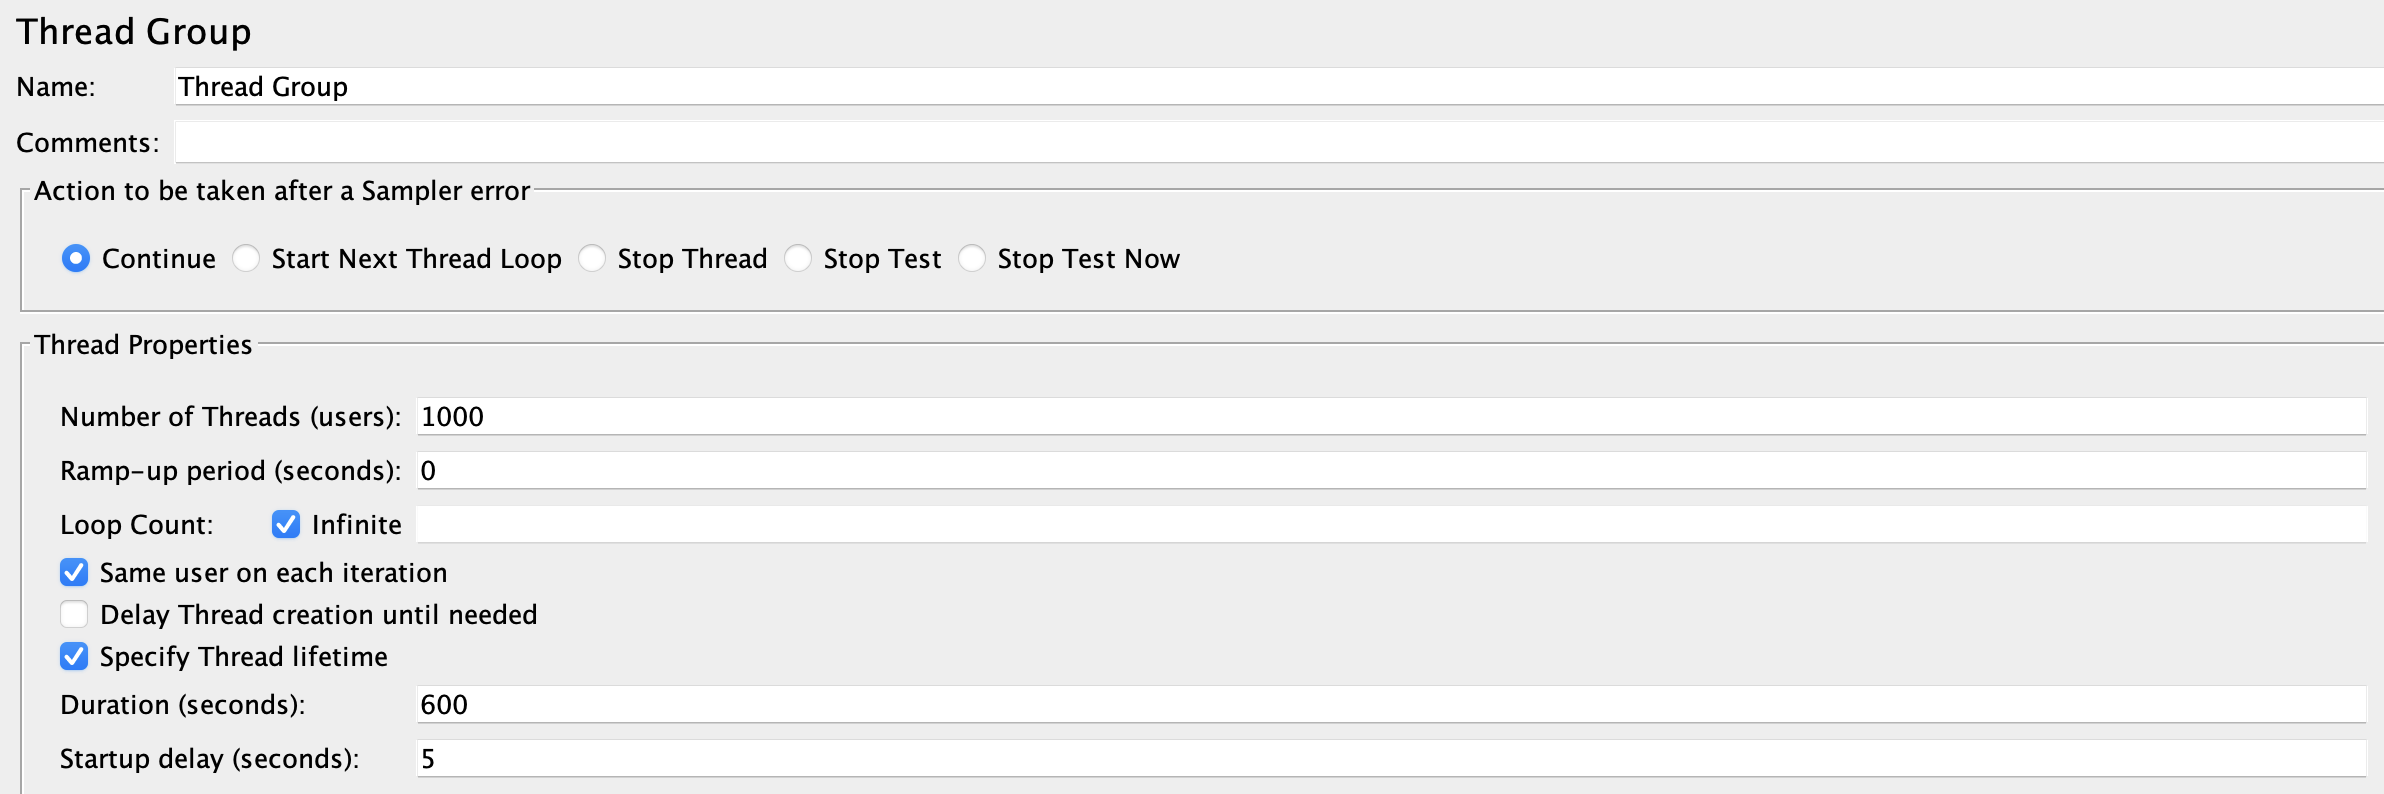 Thread Group
Name: Thread Group
Comments:
Action to be taken after a Sampler error
Continue Start Next Thread Loop Stop Thread Stop Test Stop Test Now
Thread Properties
Number of Threads (users): 1000
Ramp-up period (seconds): 0
Loop Count: Infinite
Same user on each iteration
Delay Thread creation until needed
Specify Thread lifetime
Duration (seconds): 600
Startup delay (seconds): 5